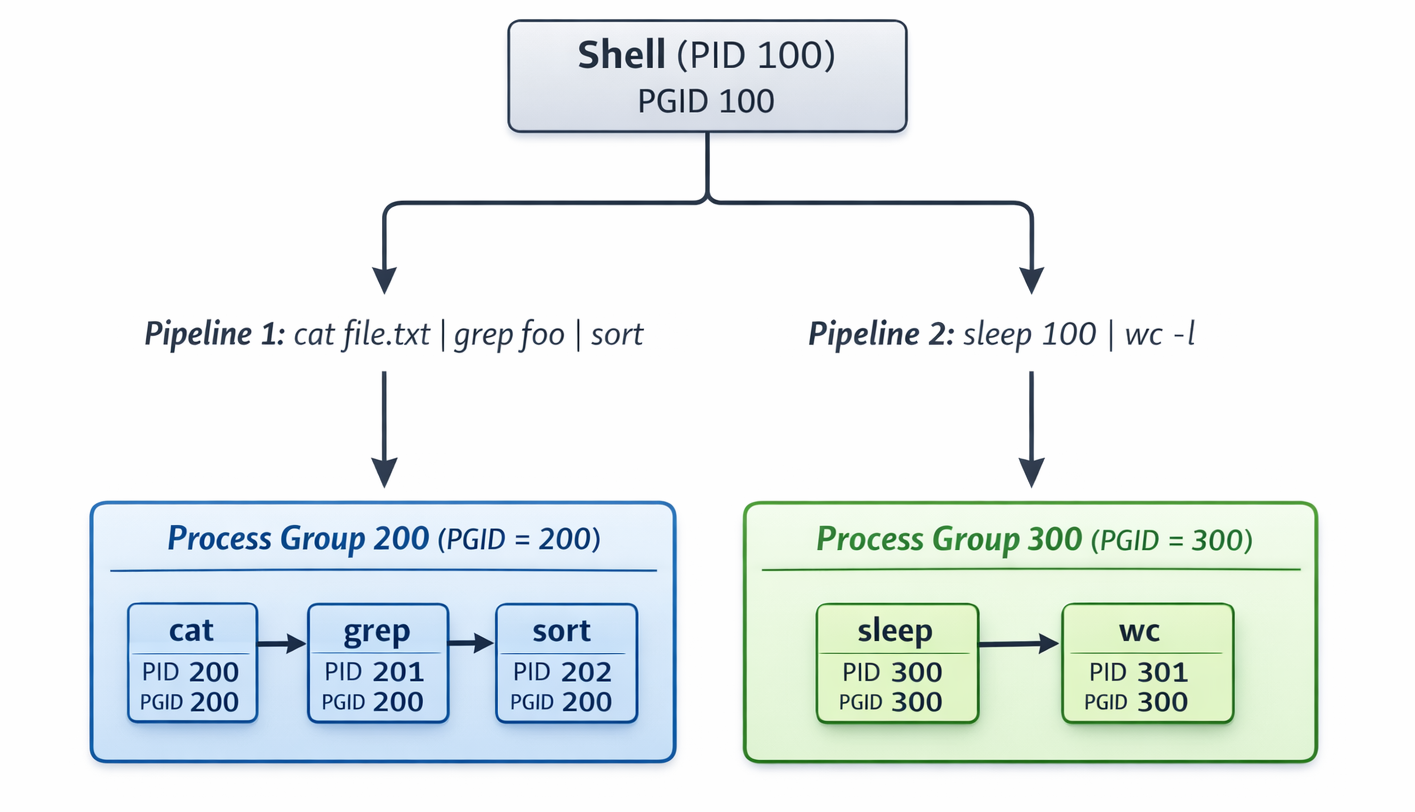 Shell (PID 100)
PGID 100
Pipeline 1: cat file.txt | grep foo | sort
Pipeline 2: sleep 100 | wc -l
Process Group 200 (PGID = 200)
cat
PID 200
PGID 200
grep
PID 201
PGID 200
sort
PID 202
PGID 200
Process Group 300 (PGID = 300)
sleep
PID 300
PGID 300
wc
PID 301
PGID 300